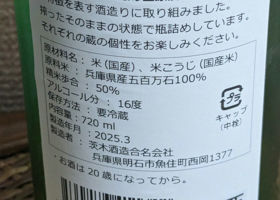 特徴を表す酒造りに取り組みました。
搾ったそのままの状態で瓶詰めしています。
それぞれの蔵の個性をお楽しみください。
原材料名：米（国産）、米こうじ（国産米）
原料米：兵庫県産五百万石100％
精米歩合：50％
アルコール分：16度
保存方法：要冷蔵
内容量：720 ml
製造年月：2025.3
製造者：茨木酒造合名会社
兵庫県明石市魚住町西岡1377
・お酒は20歳になってから。
プラ
キャップ
(中栓)